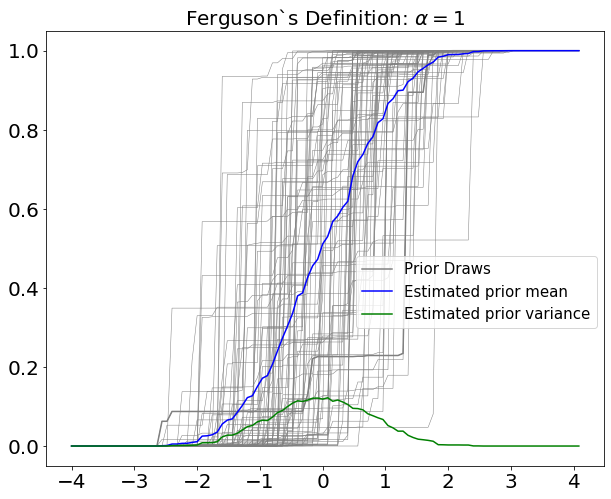 Ferguson`s Definition: α = 1
1.0
0.8
0.6
0.4
0.2
0.0
Prior Draws
Estimated prior mean
Estimated prior variance
−4 −3 −2 −1 0 1 2 3 4